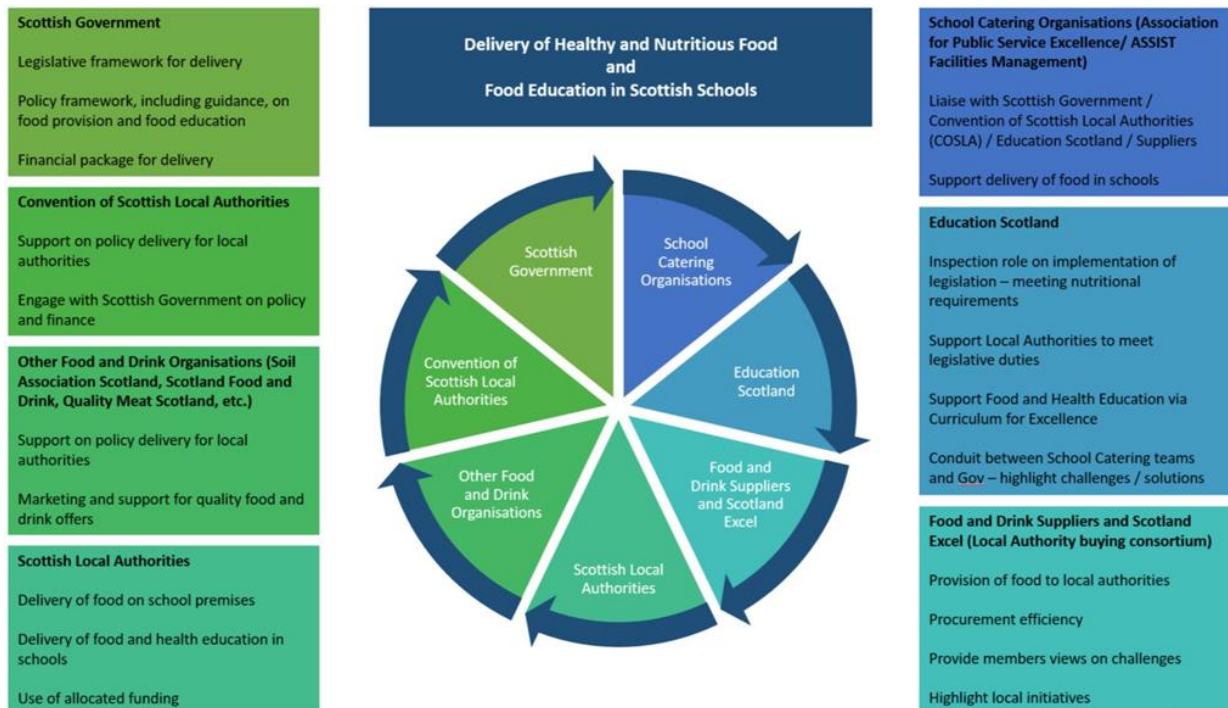 Scottish Government
Legislative framework for delivery
Policy framework, including guidance, on
food provision and food education
Financial package for delivery
Convention of Scottish Local Authorities
Support on policy delivery for local
authorities
Engage with Scottish Government on policy
and finance
Other Food and Drink Organisations (Soil
Association Scotland, Scotland Food and
Drink, Quality Meat Scotland, etc.)
Support on policy delivery for local
authorities
Marketing and support for quality food and
drink offers
Scottish Local Authorities
Delivery of food on school premises
Delivery of food and health education in
schools
Use of allocated funding
Delivery of Healthy and Nutritious Food
and
Food Education in Scottish Schools
School
Catering
Organisations
Education
Scotland
Food and
Drink Suppliers
and Scotland
Excel
Scottish Local
Authorities
Other Food
and Drink
Organisations
Convention of
Scottish Local
Authorities
Scottish
Government
School Catering Organisations (Association
for Public Service Excellence/ ASSIST
Facilities Management)
Liaise with Scottish Government /
Convention of Scottish Local Authorities
(COSLA) / Education Scotland / Suppliers
Support delivery of food in schools
Education Scotland
Inspection role on implementation of
legislation – meeting nutritional
requirements
Support Local Authorities to meet
legislative duties
Support Food and Health Education via
Curriculum for Excellence
Conduit between School Catering teams
and Gov – highlight challenges / solutions
Food and Drink Suppliers and Scotland
Excel (Local Authority buying consortium)
Provision of food to local authorities
Procurement efficiency
Provide members views on challenges
Highlight local initiatives